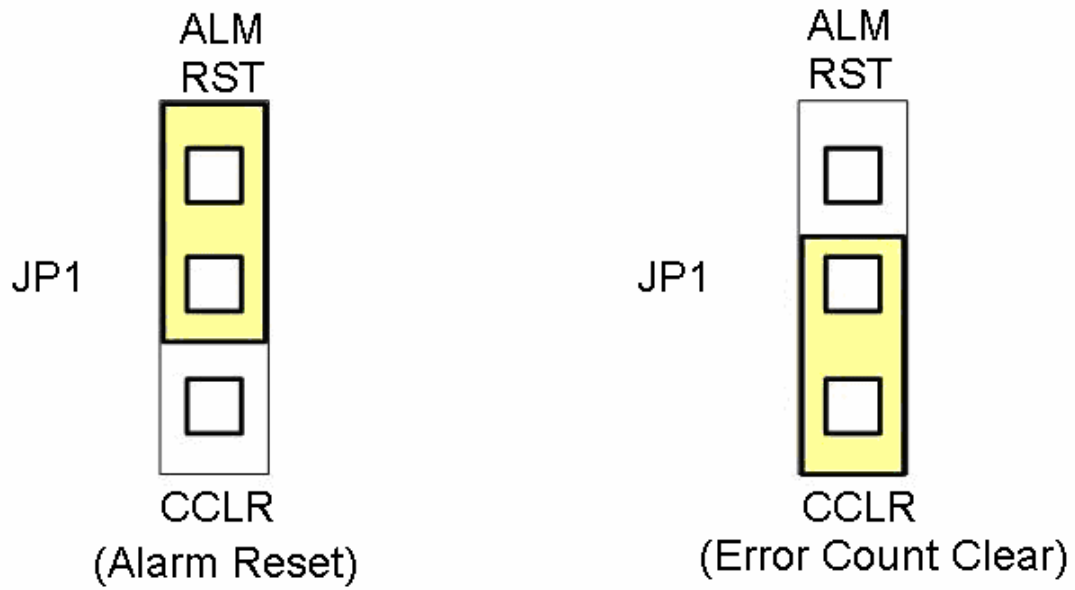 ALM
RST
JP1
CCLR
(Alarm Reset)
ALM
RST
JP1
CCLR
(Error Count Clear)